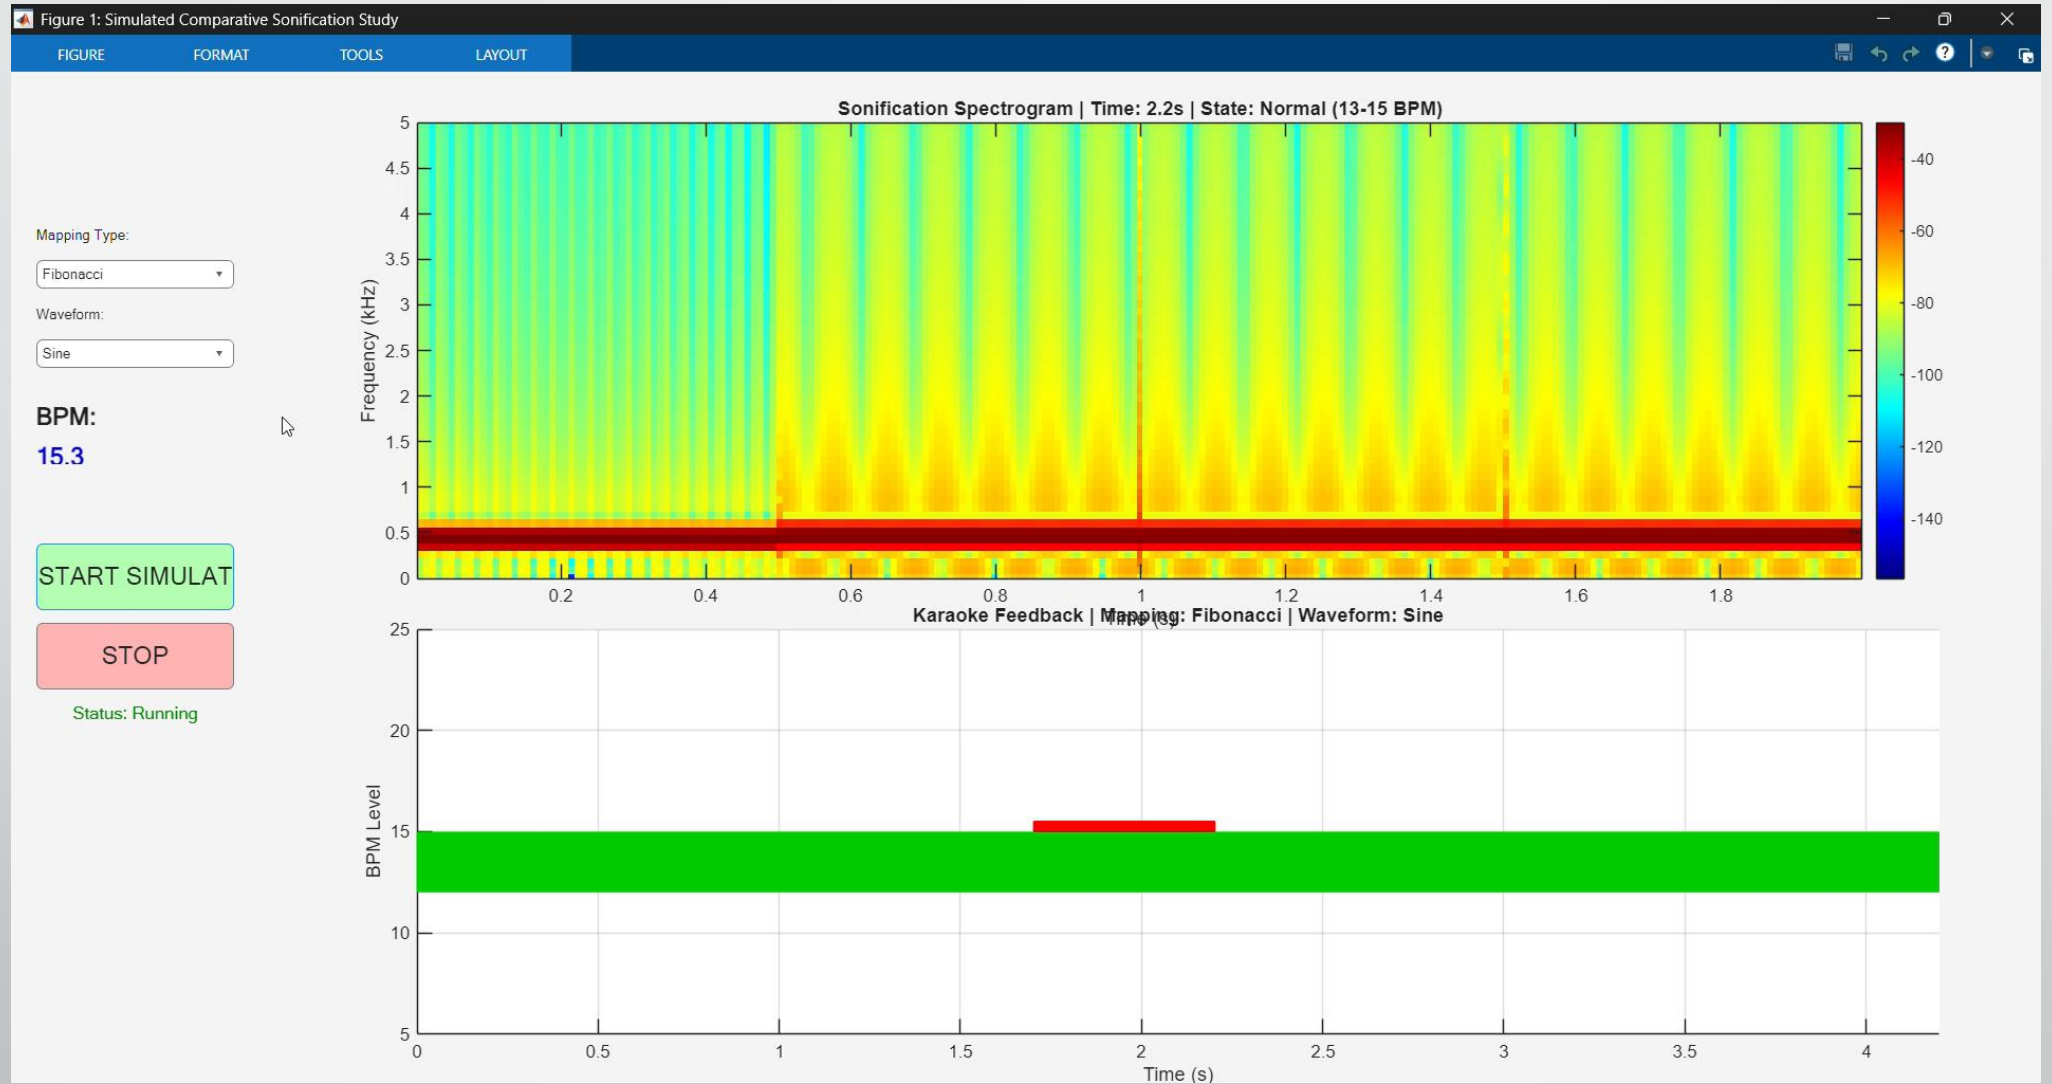 Figure 1: Simulated Comparative Sonification Study
FIGURE FORMAT TOOLS LAYOUT
Mapping Type:
Fibonacci
Waveform:
Sine
BPM:
15.3
START SIMULAT
STOP
Status: Running
Sonification Spectrogram | Time: 2.2s | State: Normal (13-15 BPM)
Frequency (kHz)
5
4.5
4
3.5
3
2.5
2
1.5
1
0.5
0
0.2 0.4 0.6 0.8 1 1.2 1.4 1.6 1.8
Time (s)
-40
-60
-80
-100
-120
-140
Karaoke Feedback | Mapping: Fibonacci | Waveform: Sine
BPM Level
25
20
15
10
5
0 0.5 1 1.5 2 2.5 3 3.5 4
Time (s)